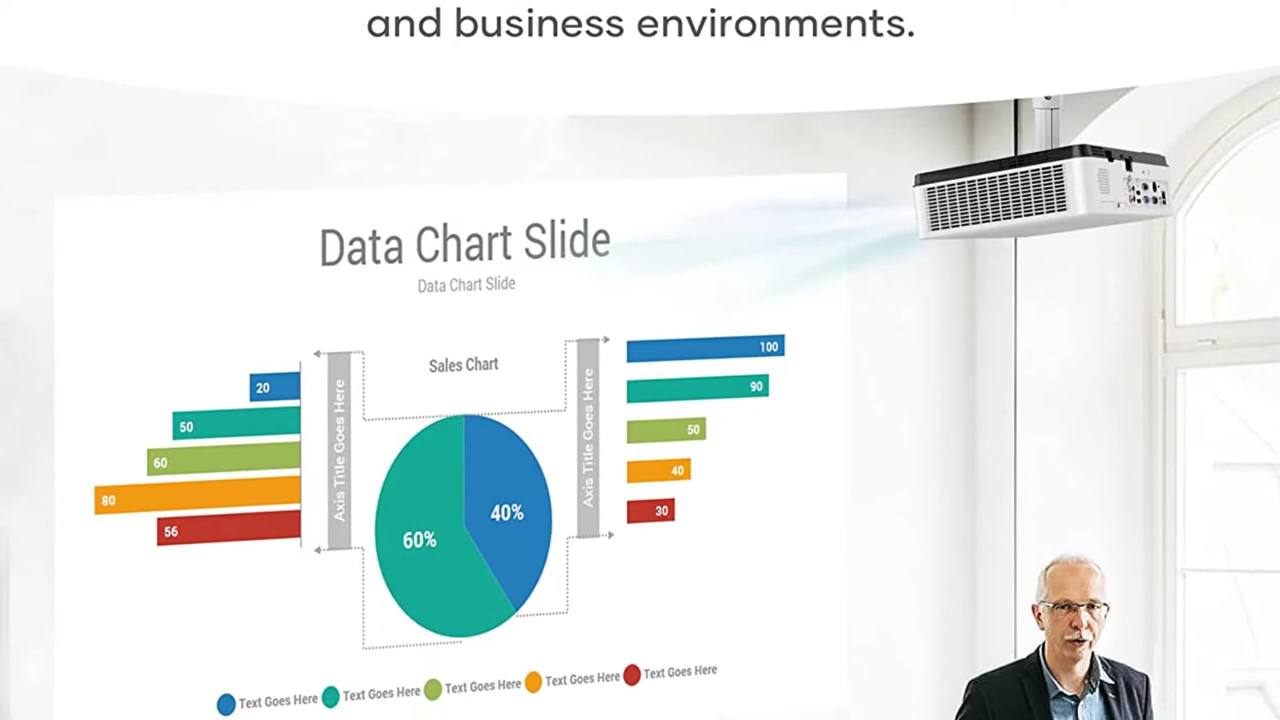 and business environments.
Data Chart Slide
Data Chart Slide
Sales Chart
20
50
60
80
56
Axis Title Goes Here
60%
40%
Axis Title Goes Here
100
90
50
40
30
Text Goes Here
Text Goes Here
Text Goes Here
Text Goes Here
Text Goes Here